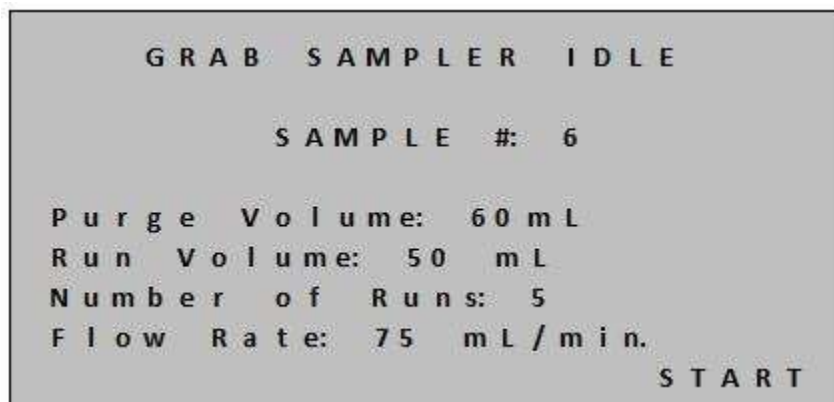 GRAB SAMPLER IDLE
SAMPLE #: 6
Purge Volume: 60mL
Run Volume: 50 mL
Number of Runs: 5
Flow Rate: 75 mL/min.
START